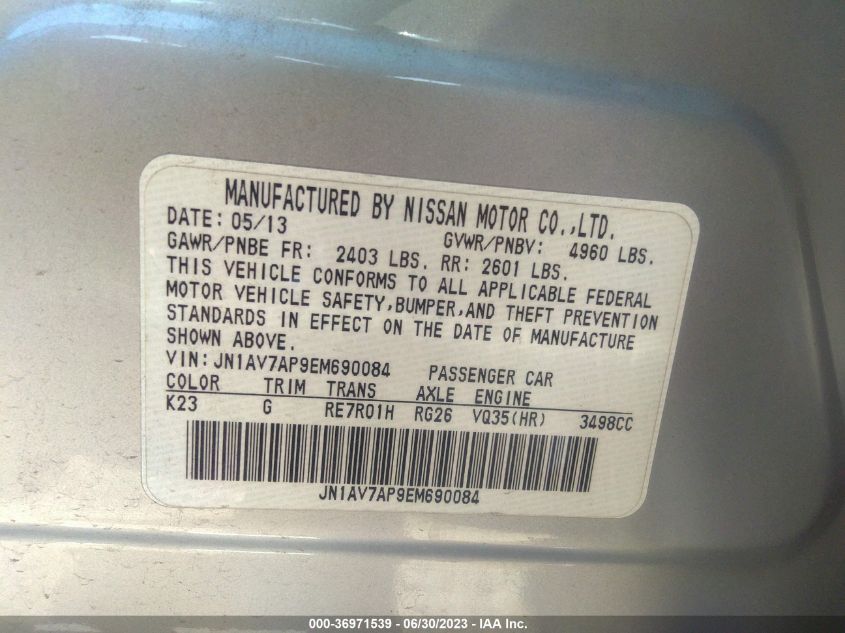 MANUFACTURED BY NISSAN MOTOR CO.,LTD.
DATE: 05/13 GVWR/PNBV: 4960 LBS.
GAWR/PNBE FR: 2403 LBS. RR: 2601 LBS.
THIS VEHICLE CONFORMS TO ALL APPLICABLE FEDERAL
MOTOR VEHICLE SAFETY,BUMPER,AND THEFT PREVENTION
STANDARDS IN EFFECT ON THE DATE OF MANUFACTURE
SHOWN ABOVE.
VIN: JN1AV7AP9EM690084 PASSENGER CAR
COLOR TRIM TRANS AXLE ENGINE
K23 G RE7R01H RG26 VQ35(HR) 3498CC
JN1AV7AP9EM690084
000-36971539 - 06/30/2023 - IAA Inc.